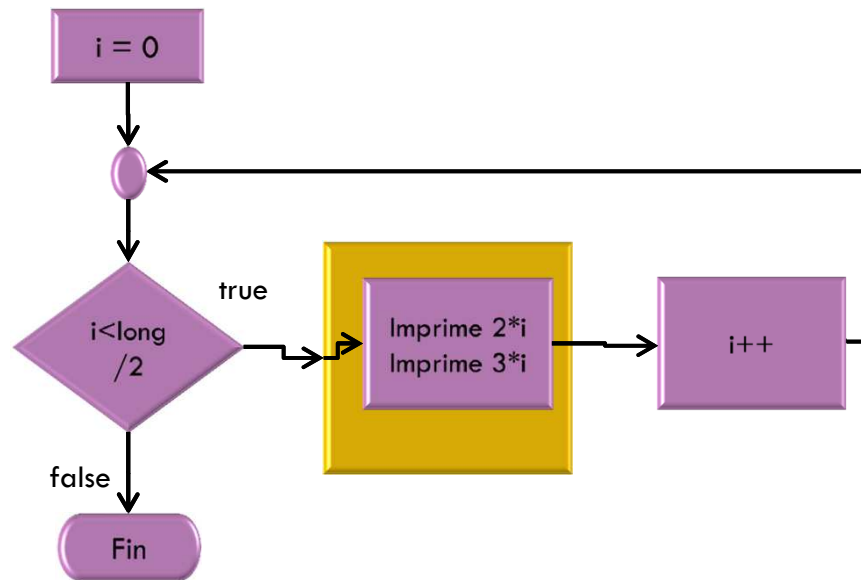 i = 0
true
i<long
/2
Imprime 2*i
Imprime 3*i
i++
false
Fin